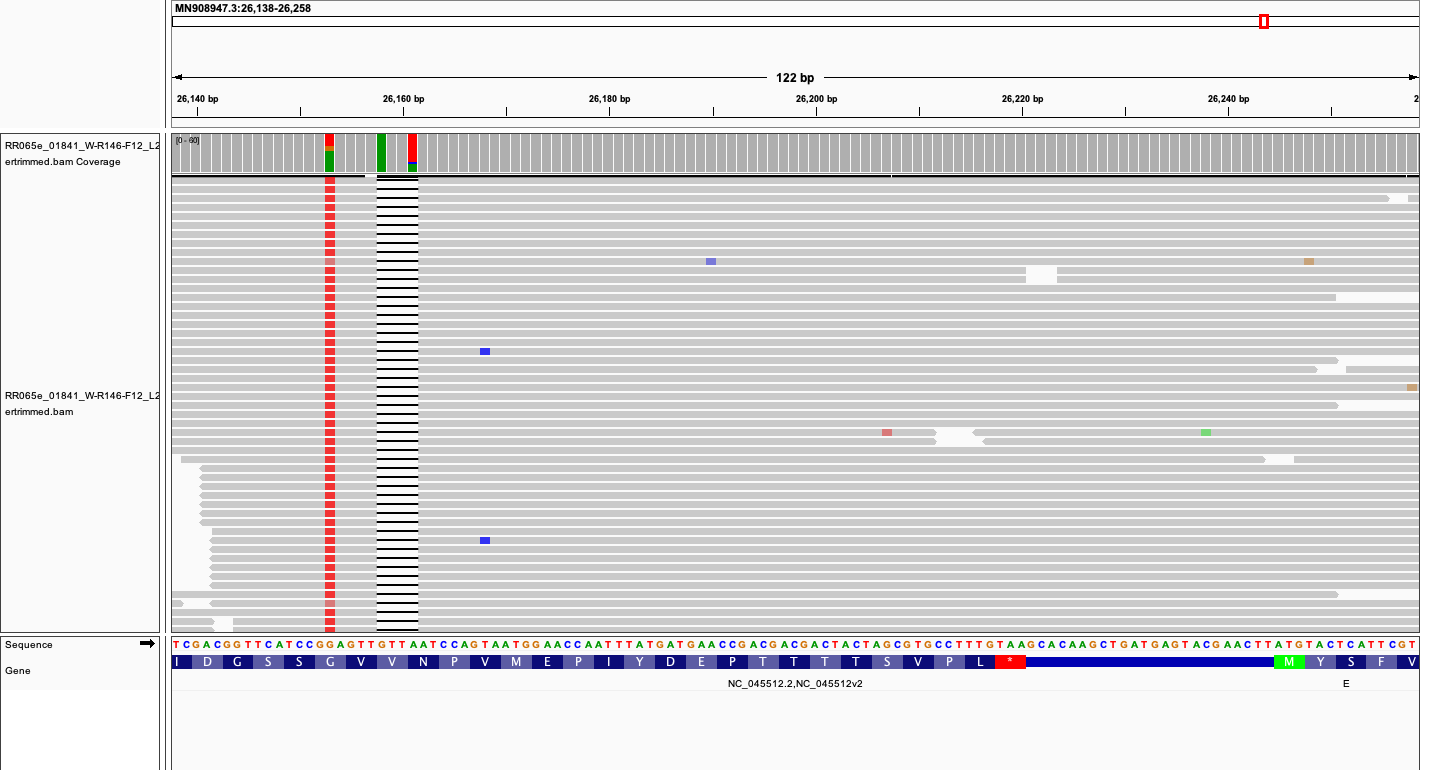 MN908947.3:26,138-26,258
122 bp
26,140 bp 26,160 bp 26,180 bp 26,200 bp 26,220 bp 26,240 bp 2
RR065e_01841_W-R146-F12_L2
ertrimmed.bam Coverage
[0 - 60]
RR065e_01841_W-R146-F12_L2
ertrimmed.bam
Sequence
TCGACGGTTCATCCGGAGTTGTTAATCCAGTAATGGAACCAATTTATGATGAACCGACGACGACTACTAGCGTGCCTTTGTAAGCACAAGCTGATGAGTACGAACTTATGTACTCATTCGT
Gene
I D G S S G V V N P V M E P I Y D E P T T T T S V P L * M Y S F V
NC_045512.2,NC_045512v2 E